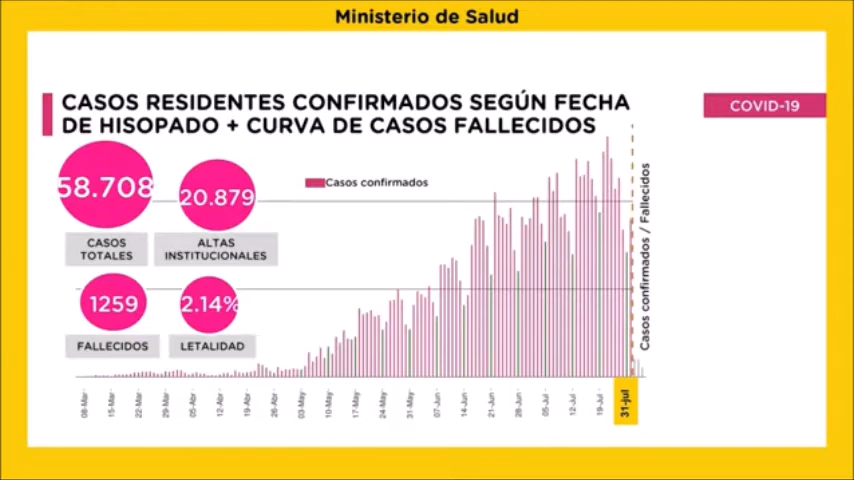 Ministerio de Salud
CASOS RESIDENTES CONFIRMADOS SEGÚN FECHA
DE HISOPADO + CURVA DE CASOS FALLECIDOS
COVID-19
58.708
20.879
Casos confirmados
CASOS
TOTALES
ALTAS
INSTITUCIONALES
1259
2.14%
FALLECIDOS
LETALIDAD
Casos confirmados / Fallecidos
08-Mar
15-Mar
22-Mar
29-Mar
05-Abr
12-Abr
19-Abr
26-Abr
03-May
10-May
17-May
24-May
31-May
07-Jun
14-Jun
21-Jun
28-Jun
05-Jul
12-Jul
19-Jul
31-jul